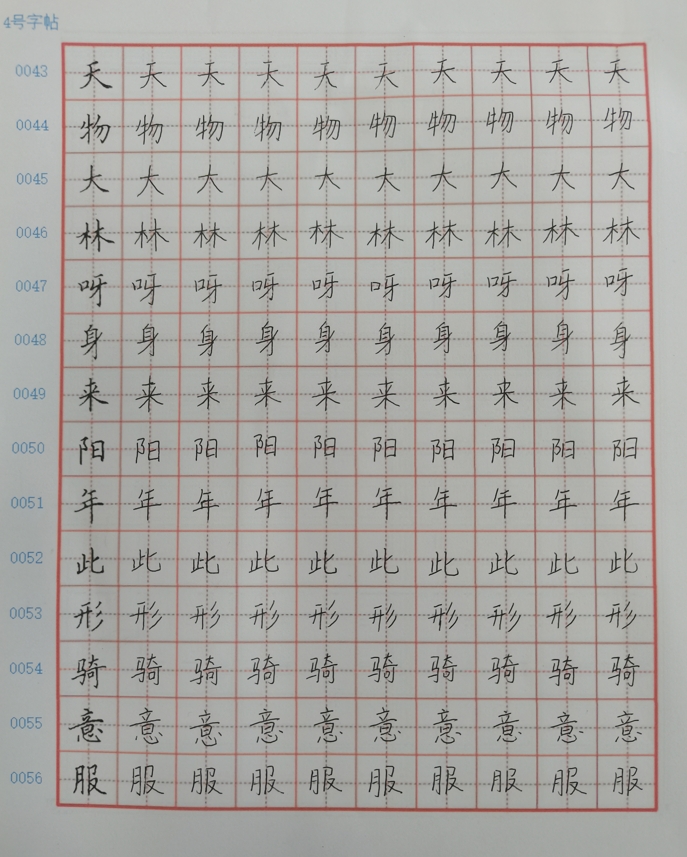 4号字帖
0043 天 天 天 天 天 天 天 天 天 天
0044 物 物 物 物 物 物 物 物 物 物
0045 大 大 大 大 大 大 大 大 大 大
0046 林 林 林 林 林 林 林 林 林 林
0047 呀 呀 呀 呀 呀 呀 呀 呀 呀 呀
0048 身 身 身 身 身 身 身 身 身 身
0049 来 来 来 来 来 来 来 来 来 来
0050 阳 阳 阳 阳 阳 阳 阳 阳 阳 阳
0051 年 年 年 年 年 年 年 年 年 年
0052 此 此 此 此 此 此 此 此 此 此
0053 形 形 形 形 形 形 形 形 形 形
0054 骑 骑 骑 骑 骑 骑 骑 骑 骑 骑
0055 意 意 意 意 意 意 意 意 意 意
0056 服 服 服 服 服 服 服 服 服 服